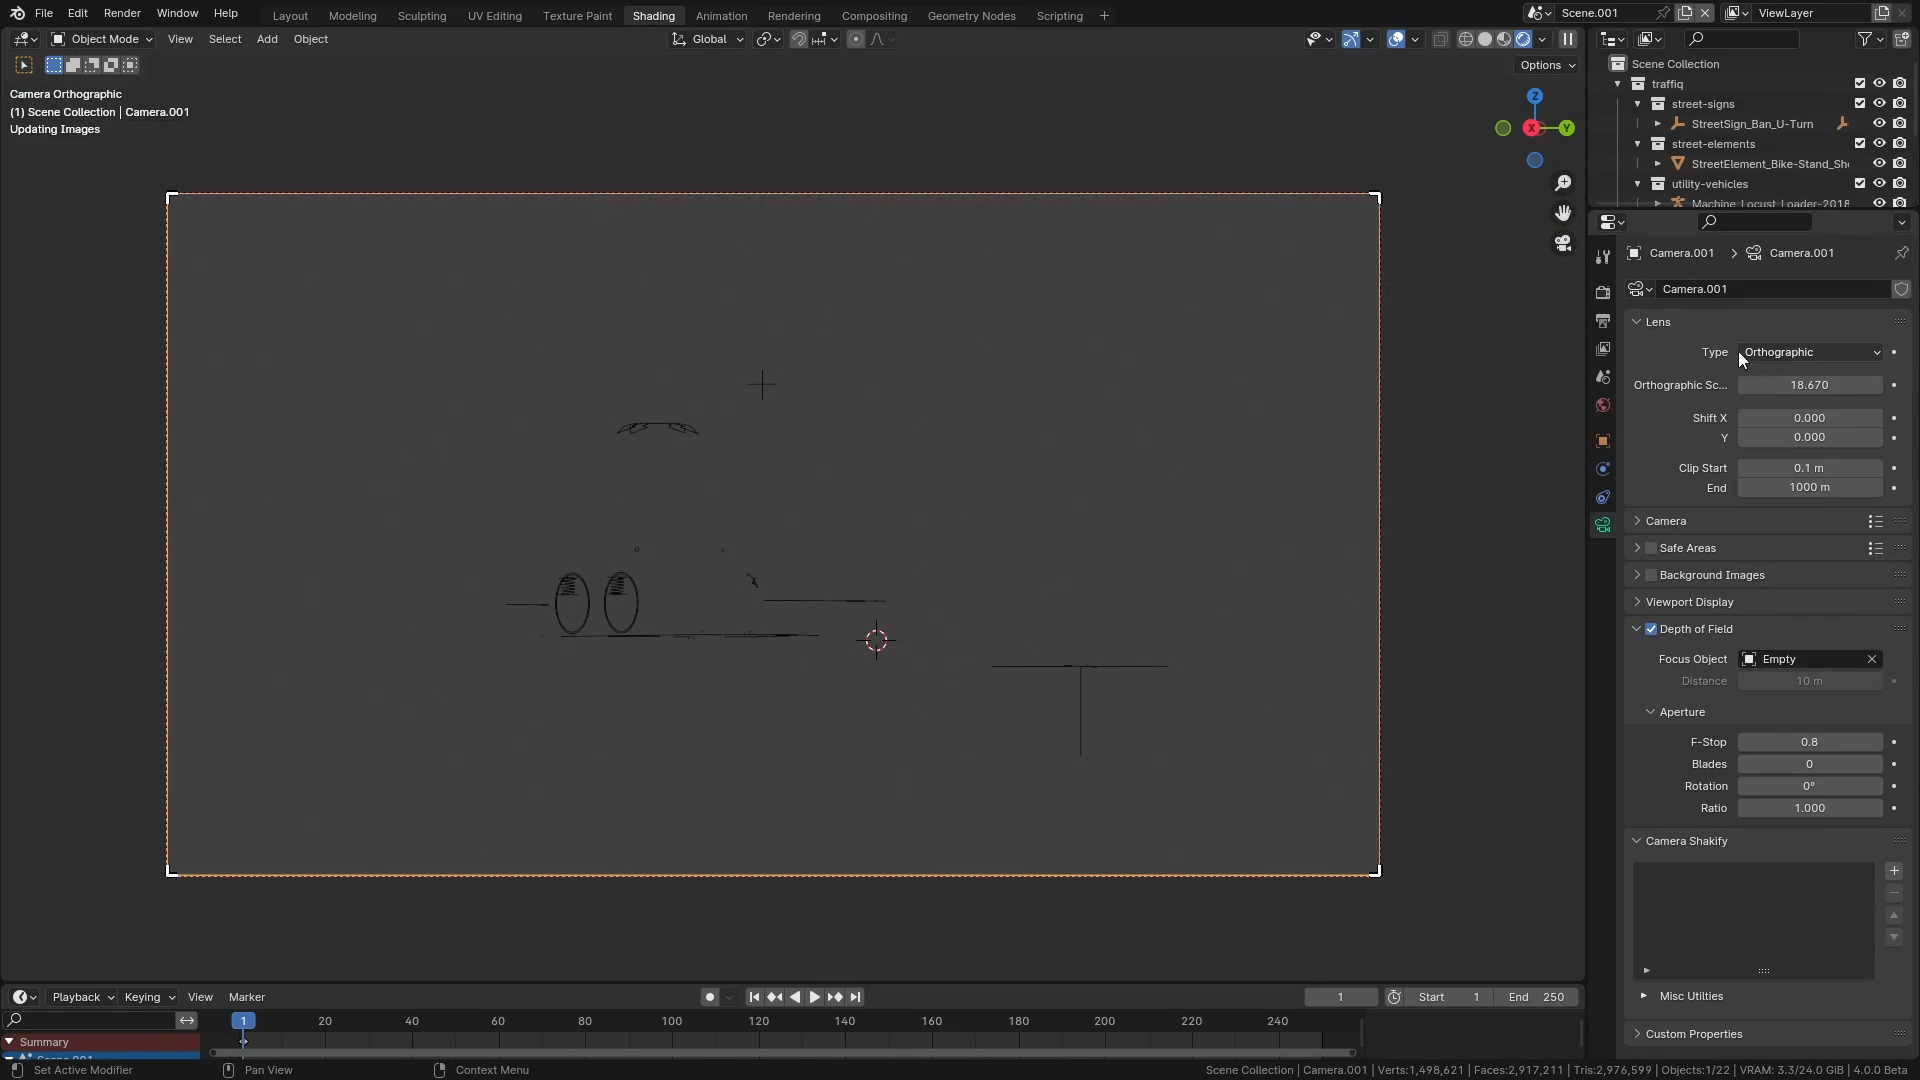 File Edit Render Window Help Layout Modeling Sculpting UV Editing Texture Paint Shading Animation Rendering Compositing Geometry Nodes Scripting + Scene.001 ViewLayer
Object Mode View Select Add Object Global
Options
Camera Orthographic
(1) Scene Collection | Camera.001
Updating Images
Z
X
Y
Scene Collection
traffiq
street-signs
StreetSign_Ban_U-Turn
street-elements
StreetElement_Bike-Stand_Sh
utility-vehicles
Machine_Locust_Loader-2018
Camera.001 > Camera.001
Camera.001
Lens
Type Orthographic
Orthographic Sc... 18.670
Shift X 0.000
Y 0.000
Clip Start 0.1 m
End 1000 m
Camera
Safe Areas
Background Images
Viewport Display
Depth of Field
Focus Object Empty
Distance 10 m
Aperture
F-Stop 0.8
Blades 0
Rotation 0°
Ratio 1.000
Camera Shakify
Misc Utilties
Custom Properties
Playback Keying View Marker 1 Start 1 End 250
1 20 40 60 80 100 120 140 160 180 200 220 240
Summary
Scene.001
Set Active Modifier Pan View Context Menu Scene Collection | Camera.001 | Verts:1,498,621 | Faces:2,917,211 | Tris:2,976,599 | Objects:1/22 | VRAM: 3.3/24.0 GiB | 4.0.0 Beta